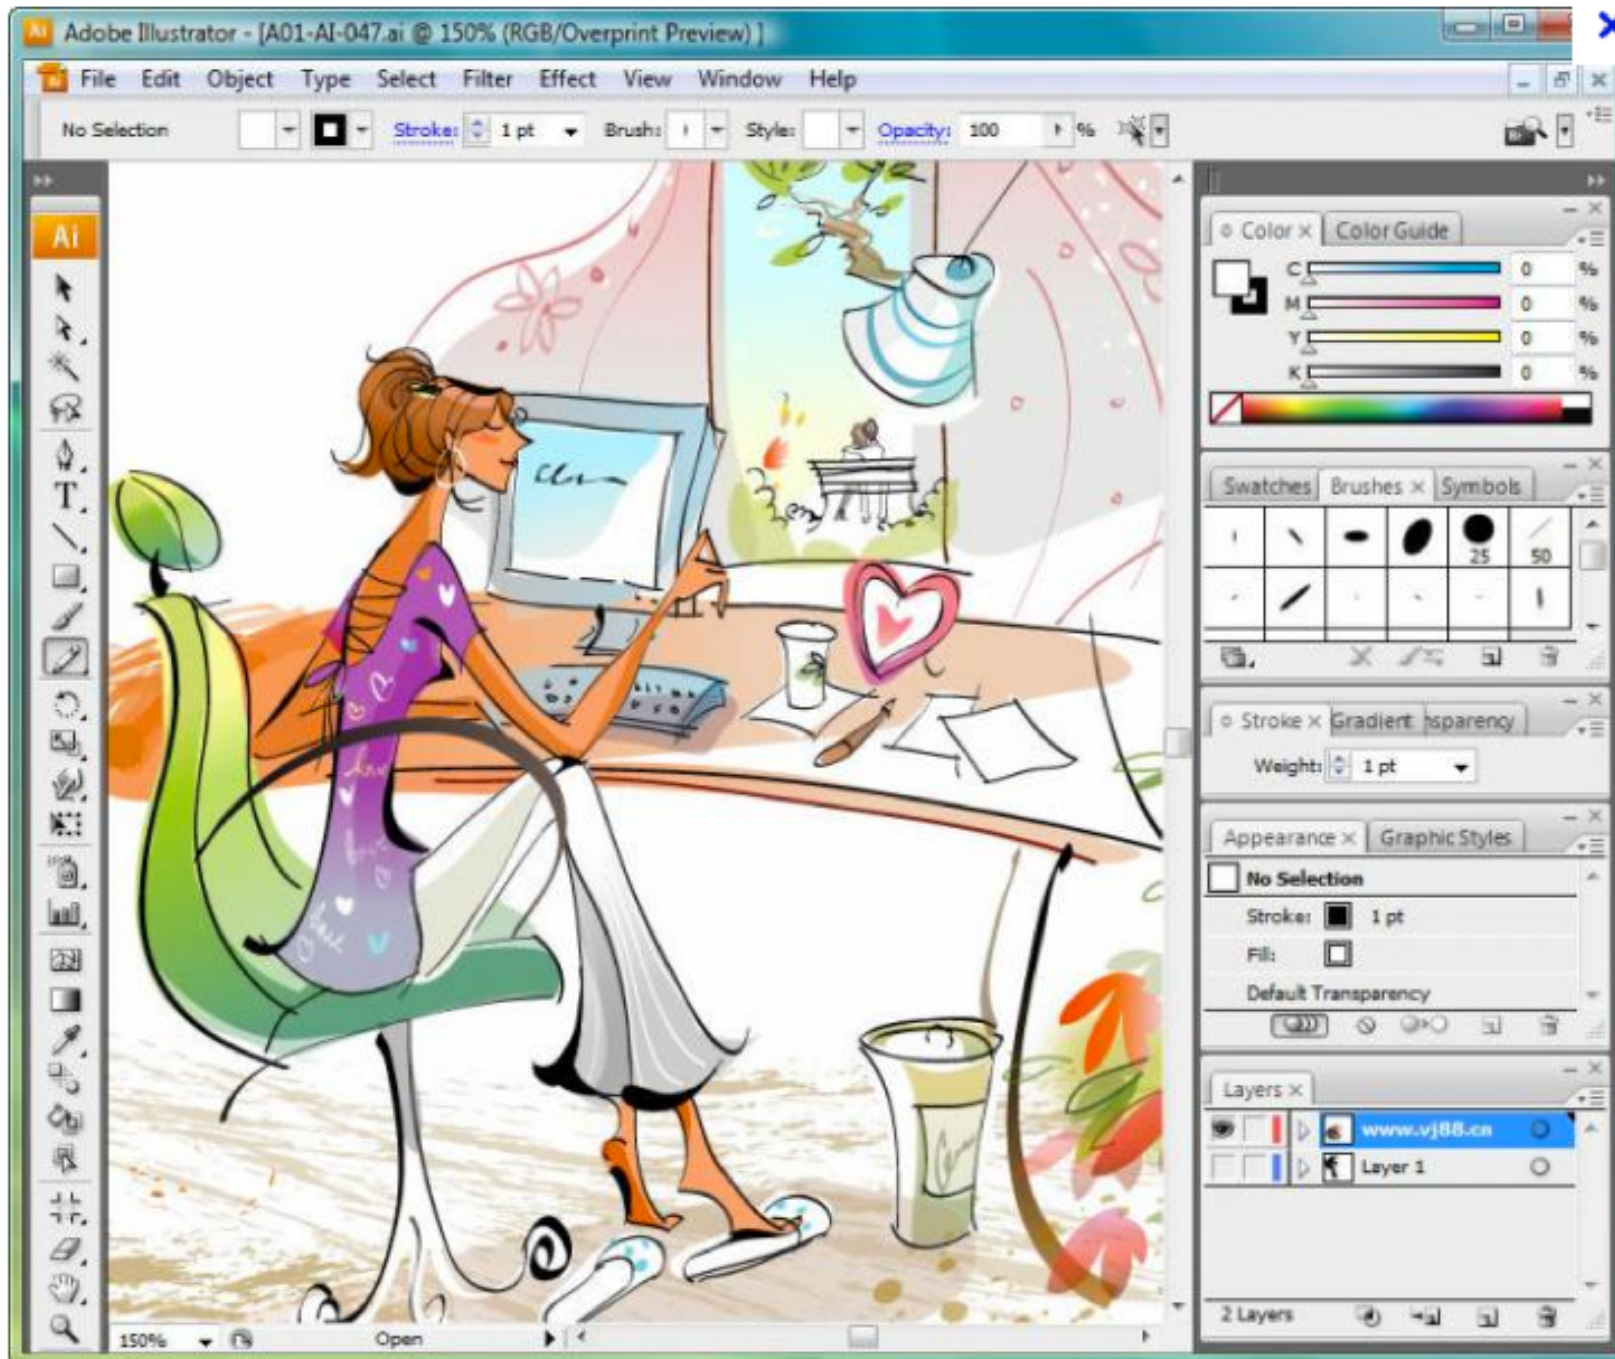 Adobe Illustrator - [A01-AI-047.ai @ 150% (RGB/Overprint Preview) ]
File Edit Object Type Select Filter Effect View Window Help
No Selection Stroke: 1 pt Brush: Style: Opacity: 100 %
Ai
Color Color Guide
C 0 %
M 0 %
Y 0 %
K 0 %
Swatches Brushes Symbols
25 50
Stroke Gradient nsparency
Weight: 1 pt
Appearance Graphic Styles
No Selection
Stroke: 1 pt
Fill:
Default Transparency
Layers
www.vj88.cn
Layer 1
2 Layers
love
love
150% Open